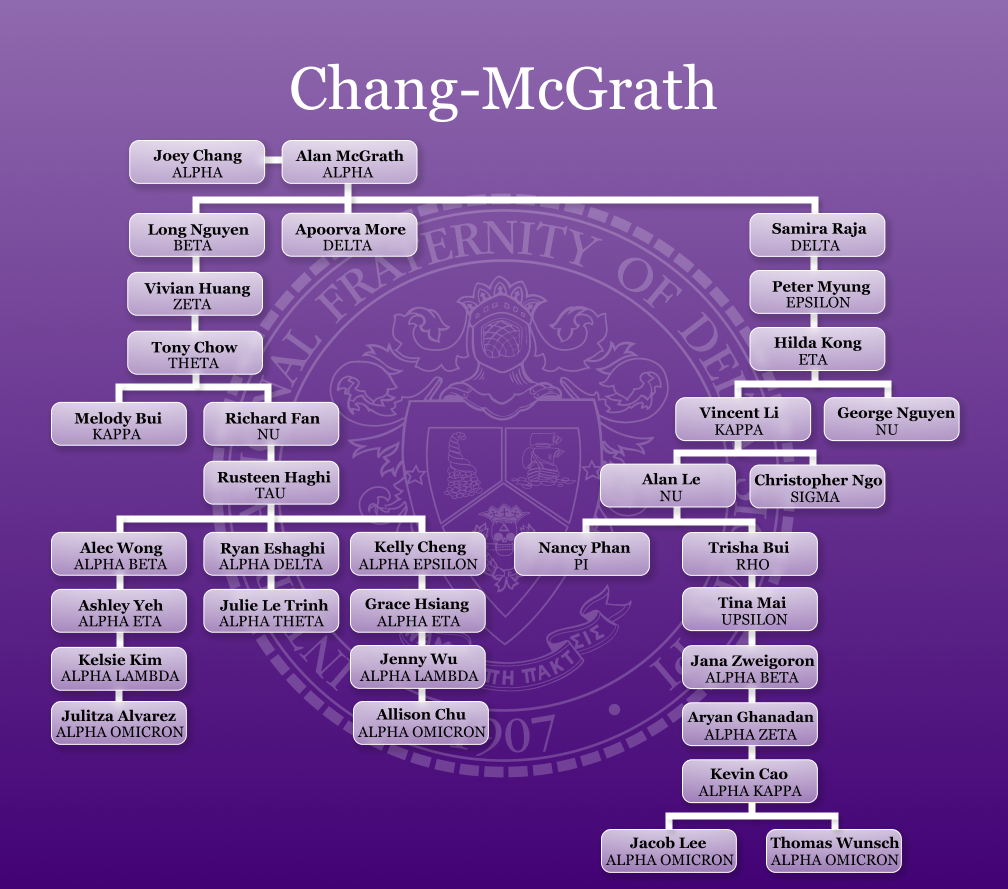 Chang-McGrath
Joey Chang
ALPHA
Alan McGrath
ALPHA
Long Nguyen
BETA
Apoorva More
DELTA
Samira Raja
DELTA
Vivian Huang
ZETA
Peter Myung
EPSILON
Tony Chow
THETA
Hilda Kong
ETA
Melody Bui
KAPPA
Richard Fan
NU
Vincent Li
KAPPA
George Nguyen
NU
Rusteen Haghi
TAU
Alan Le
NU
Christopher Ngo
SIGMA
Alec Wong
ALPHA BETA
Ryan Eshaghi
ALPHA DELTA
Kelly Cheng
ALPHA EPSILON
Nancy Phan
PI
Trisha Bui
RHO
Ashley Yeh
ALPHA ETA
Julie Le Trinh
ALPHA THETA
Grace Hsiang
ALPHA ETA
Tina Mai
UPSILON
Kelsie Kim
ALPHA LAMBDA
Jenny Wu
ALPHA LAMBDA
Jana Zweigoron
ALPHA BETA
Julitza Alvarez
ALPHA OMICRON
Allison Chu
ALPHA OMICRON
Aryan Ghanadan
ALPHA ZETA
Kevin Cao
ALPHA KAPPA
Jacob Lee
ALPHA OMICRON
Thomas Wunsch
ALPHA OMICRON
FRATERNITY OF
1907